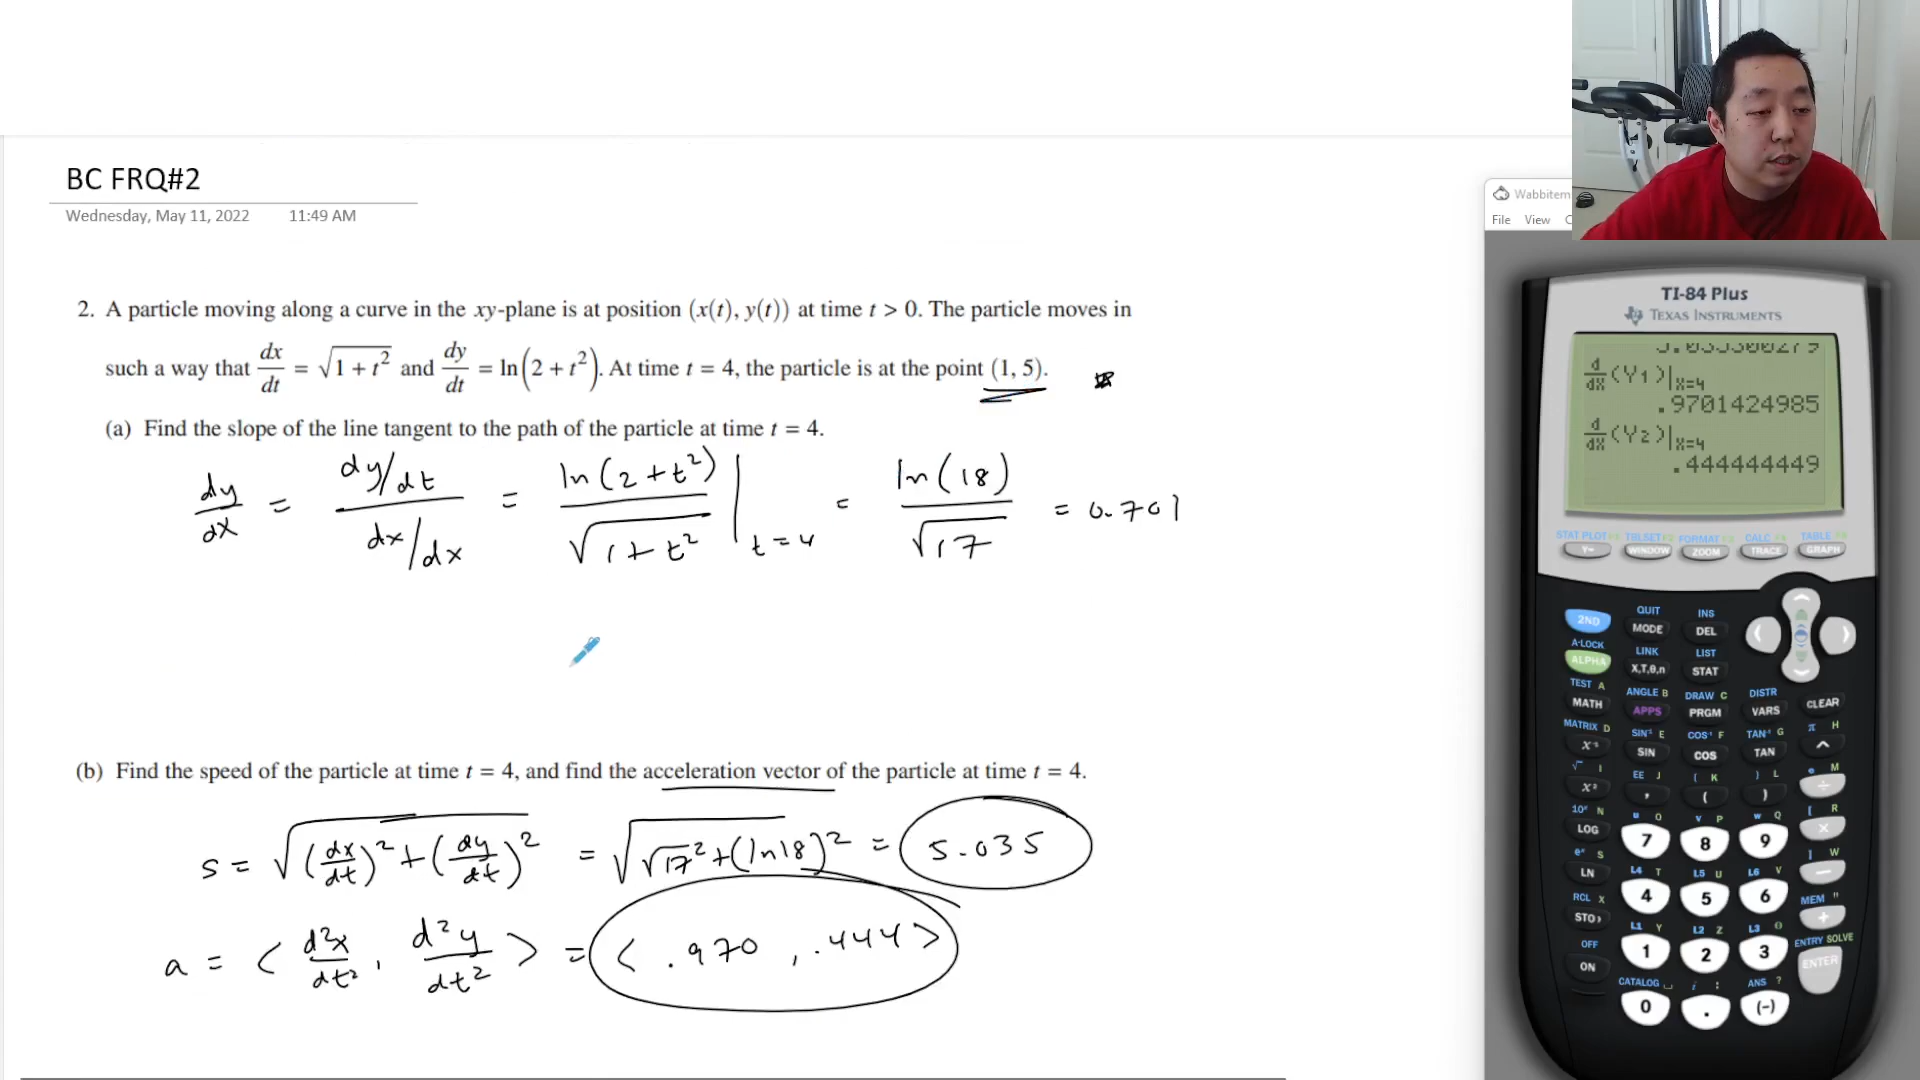 BC FRQ#2
Wednesday, May 11, 2022 11:49 AM
2. A particle moving along a curve in the xy-plane is at position (x(t), y(t)) at time t > 0. The particle moves in
such a way that dx/dt = √(1 + t²) and dy/dt = ln(2 + t²). At time t = 4, the particle is at the point (1, 5).
(a) Find the slope of the line tangent to the path of the particle at time t = 4.
dy/dx = (dy/dt)/(dx/dx) = ln(2+t²)/√(1+t²) | t=4 = ln(18)/√17 = 0.701
(b) Find the speed of the particle at time t = 4, and find the acceleration vector of the particle at time t = 4.
s = √((dx/dt)² + (dy/dt)²) = √(√17² + (ln18)²) = 5.035
a = < d²x/dt², d²y/dt² > = < .970, .444 >
Wabbitem
File View
TI-84 Plus
TEXAS INSTRUMENTS
d/dX(Y1)|X=4
.9701424985
d/dX(Y2)|X=4
.444444449
STAT PLOT F1 TBLSET F2 FORMAT F3 CALC F4 TABLE F5
Y= WINDOW ZOOM TRACE GRAPH
QUIT INS
2ND MODE DEL
A-LOCK LINK LIST
ALPHA X,T,θ,n STAT
TEST A ANGLE B DRAW C DISTR
MATH APPS PRGM VARS CLEAR
MATRIX D SIN⁻¹ E COS⁻¹ F TAN⁻¹ G π H
X⁻¹ SIN COS TAN ^
√ I EE J { K } L e M
X² , ( ) ÷
10ˣ N u O v P w Q [ R
LOG 7 8 9 ×
eˣ S L4 T L5 U L6 V ] W
LN 4 5 6 −
RCL X L1 Y L2 Z L3 θ MEM "
STO› 1 2 3 +
OFF CATALOG ⎵ i : ANS ? ENTRY SOLVE
ON 0 . (-) ENTER